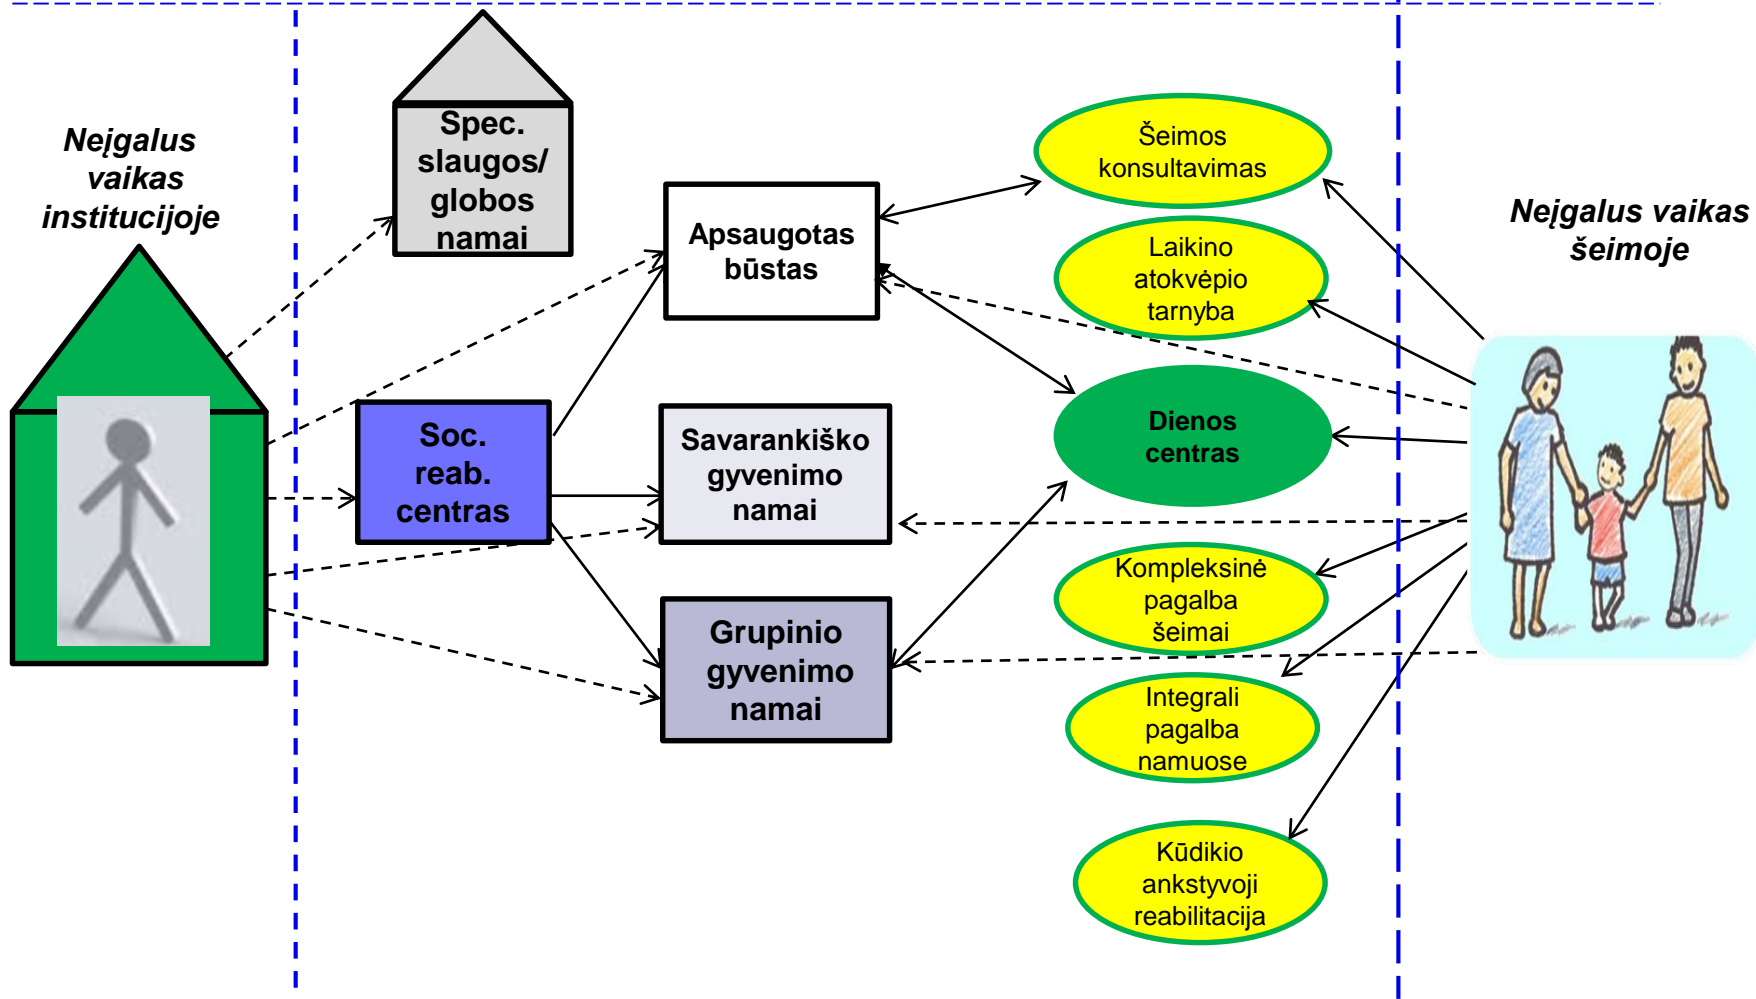 Neįgalus
vaikas
institucijoje
Spec.
slaugos/
globos
namai
Soc.
reab.
centras
Apsaugotas
būstas
Savarankiško
gyvenimo
namai
Grupinio
gyvenimo
namai
Šeimos
konsultavimas
Laikino
atokvėpio
tarnyba
Dienos
centras
Kompleksinė
pagalba
šeimai
Integrali
pagalba
namuose
Kūdikio
ankstyvoji
reabilitacija
Neįgalus vaikas
šeimoje